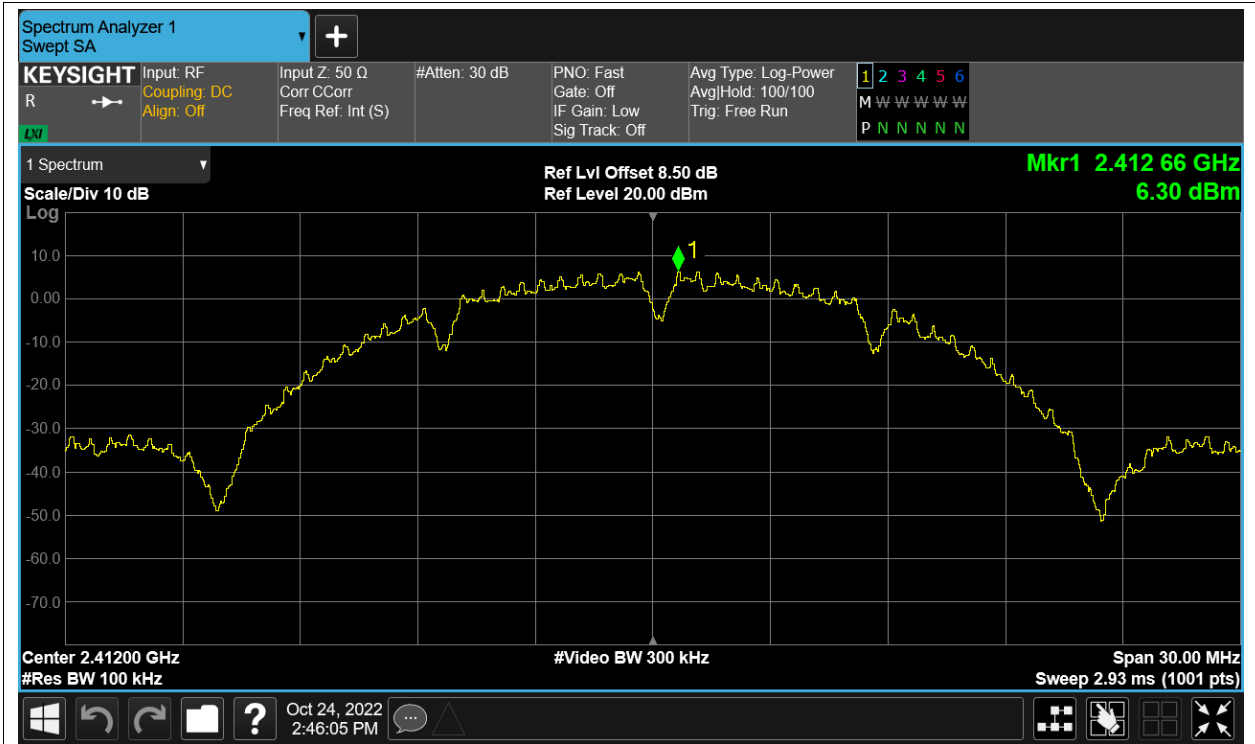 Spectrum Analyzer 1
Swept SA
KEYSIGHT
R
LXI
Input: RF
Coupling: DC
Align: Off
Input Z: 50 Ω
Corr CCorr
Freq Ref: Int (S)
#Atten: 30 dB
PNO: Fast
Gate: Off
IF Gain: Low
Sig Track: Off
Avg Type: Log-Power
Avg|Hold: 100/100
Trig: Free Run
1 2 3 4 5 6
M W W W W W
P N N N N N
1 Spectrum
Scale/Div 10 dB
Log
Ref Lvl Offset 8.50 dB
Ref Level 20.00 dBm
Mkr1 2.412 66 GHz
6.30 dBm
1
10.0
0.00
-10.0
-20.0
-30.0
-40.0
-50.0
-60.0
-70.0
Center 2.41200 GHz
#Res BW 100 kHz
#Video BW 300 kHz
Span 30.00 MHz
Sweep 2.93 ms (1001 pts)
?
Oct 24, 2022
2:46:05 PM